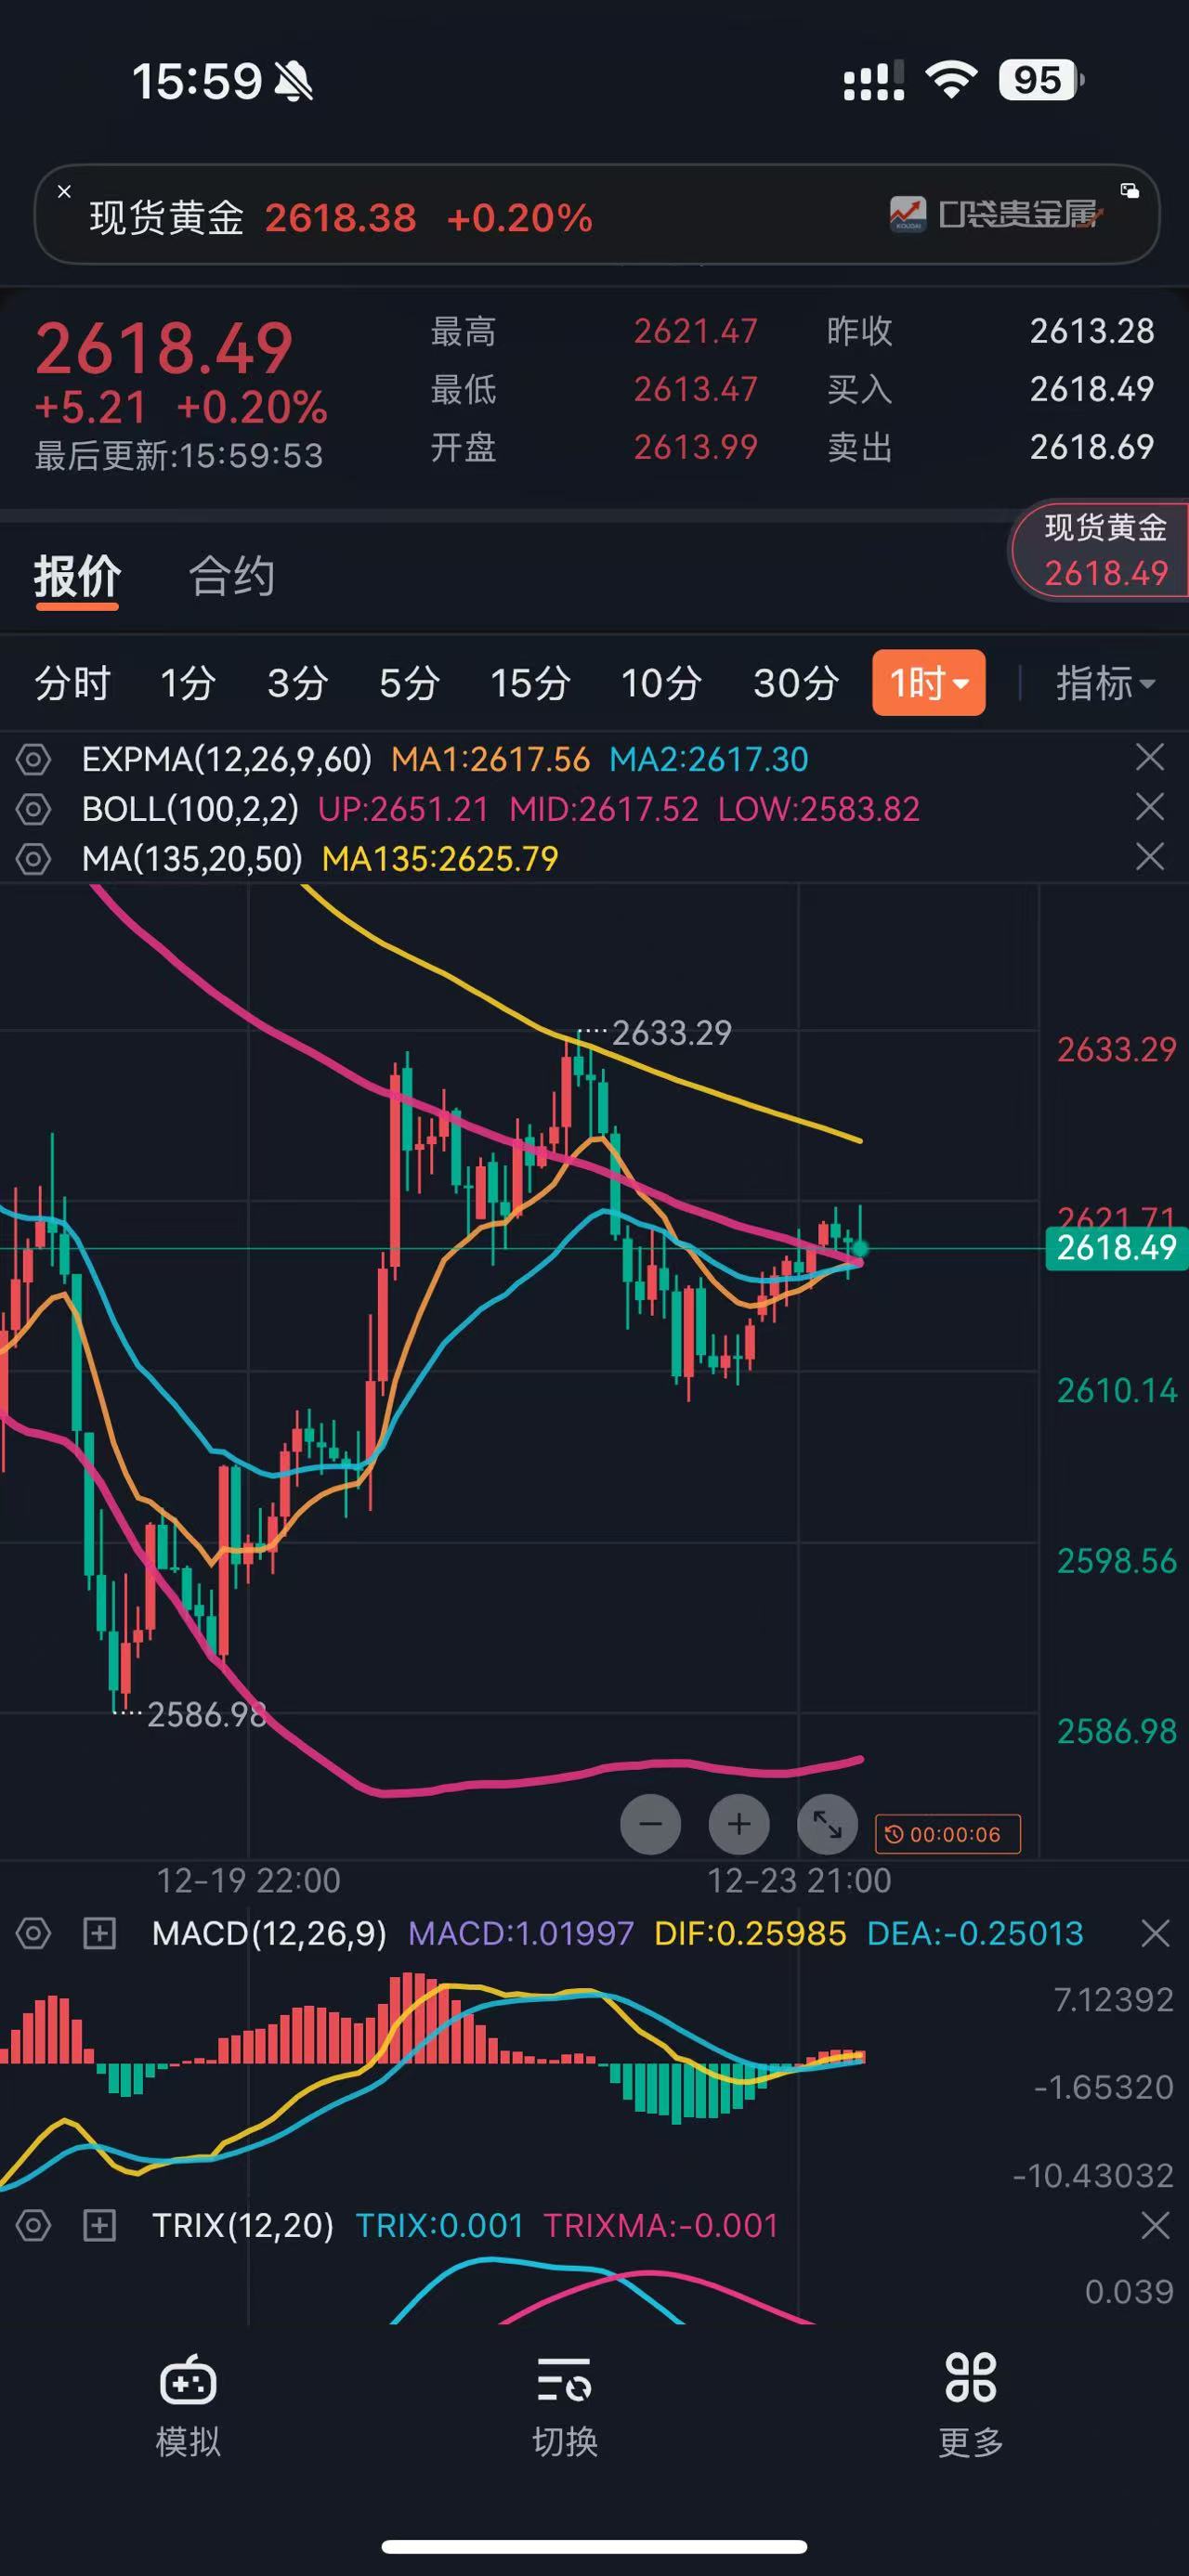 15:59
95
现货黄金 2618.38 +0.20%
KOUDAI 口袋贵金属
2618.49 最高 2621.47 昨收 2613.28
+5.21 +0.20% 最低 2613.47 买入 2618.49
最后更新:15:59:53 开盘 2613.99 卖出 2618.69
现货黄金
2618.49
报价 合约
分时 1分 3分 5分 15分 10分 30分 1时 指标
EXPMA(12,26,9,60) MA1:2617.56 MA2:2617.30
BOLL(100,2,2) UP:2651.21 MID:2617.52 LOW:2583.82
MA(135,20,50) MA135:2625.79
2633.29
2633.29
2621.71
2618.49
2610.14
2598.56
2586.98
2586.98
00:00:06
12-19 22:00 12-23 21:00
MACD(12,26,9) MACD:1.01997 DIF:0.25985 DEA:-0.25013
7.12392
-1.65320
-10.43032
TRIX(12,20) TRIX:0.001 TRIXMA:-0.001
0.039
模拟 切换 更多